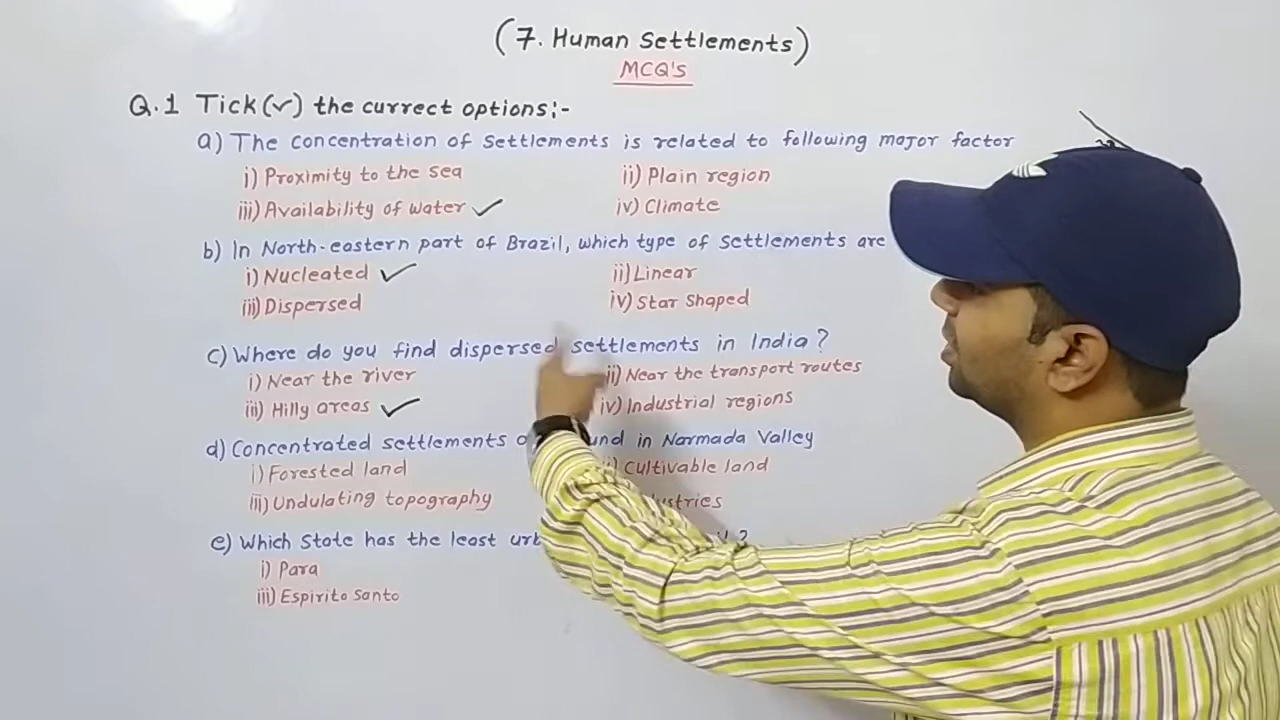 (7. Human Settlements)
MCQ's
Q.1 Tick(✓) the currect options:-
a) The concentration of Settlements is related to following major factor
i) Proximity to the sea ii) Plain region
iii) Availability of water ✓ iv) Climate
b) In North-eastern part of Brazil, which type of Settlements are
i) Nucleated ✓ ii) Linear
iii) Dispersed iv) Star Shaped
c) Where do you find dispersed settlements in India?
i) Near the river ii) Near the transport routes
iii) Hilly areas ✓ iv) Industrial regions
d) Concentrated settlements in Narmada Valley
i) Forested land ii) Cultivable land
iii) Undulating topography
e) Which State has the least
i) Para
iii) Espirito Santo